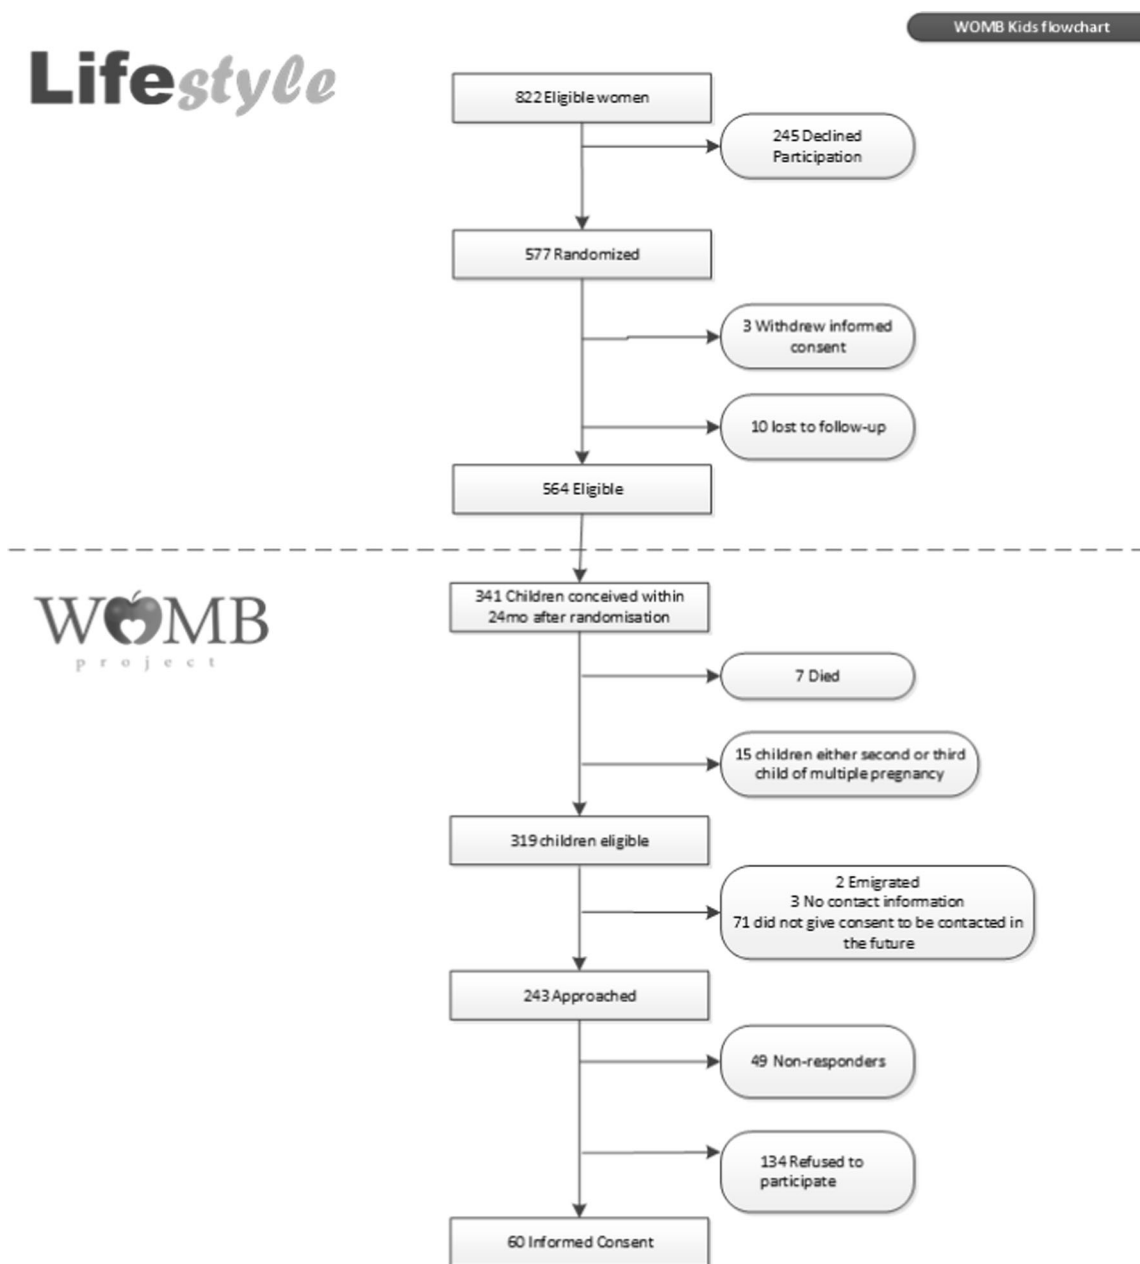 WOMB Kids flowchart
Lifestyle
822 Eligible women
245 Declined
Participation
577 Randomized
3 Withdrew informed
consent
10 lost to follow-up
564 Eligible
WOMB
project
341 Children conceived within
24mo after randomisation
7 Died
15 children either second or third
child of multiple pregnancy
319 children eligible
2 Emigrated
3 No contact information
71 did not give consent to be contacted in
the future
243 Approached
49 Non-responders
134 Refused to
participate
60 Informed Consent